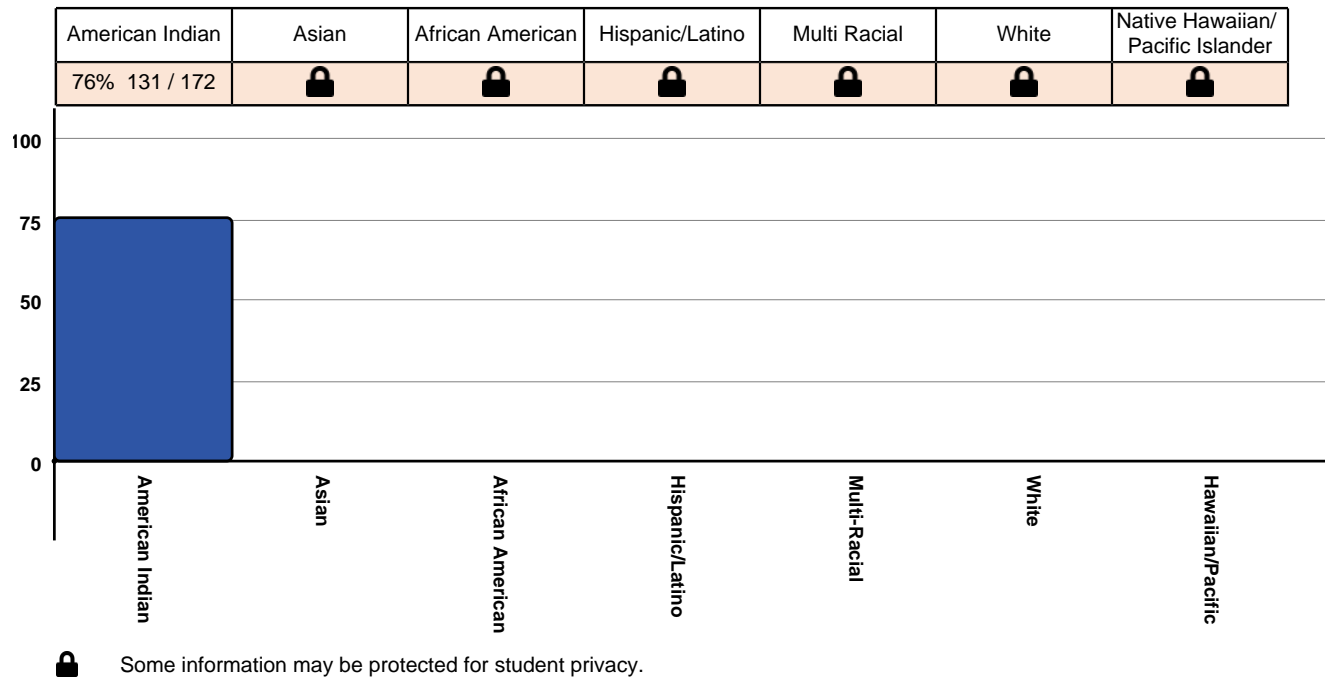 American Indian Asian African American Hispanic/Latino Multi Racial White Native Hawaiian/
Pacific Islander
76% 131 / 172
100
75
50
25
0
American Indian
Asian
African American
Hispanic/Latino
Multi-Racial
White
Hawaiian/Pacific
Some information may be protected for student privacy.